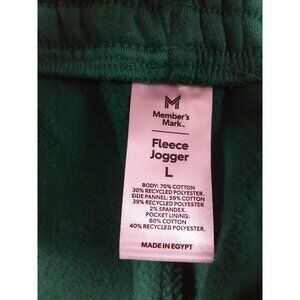 M
Member's
Mark™
Fleece
Jogger
L
BODY: 70% COTTON
30% RECYCLED POLYESTER.
SIDE PANNEL: 59% COTTON
39% RECYCLED POLYESTER
2% SPANDEX.
POCKET LINING:
60% COTTON
40% RECYCLED POLYESTER
MADE IN EGYPT